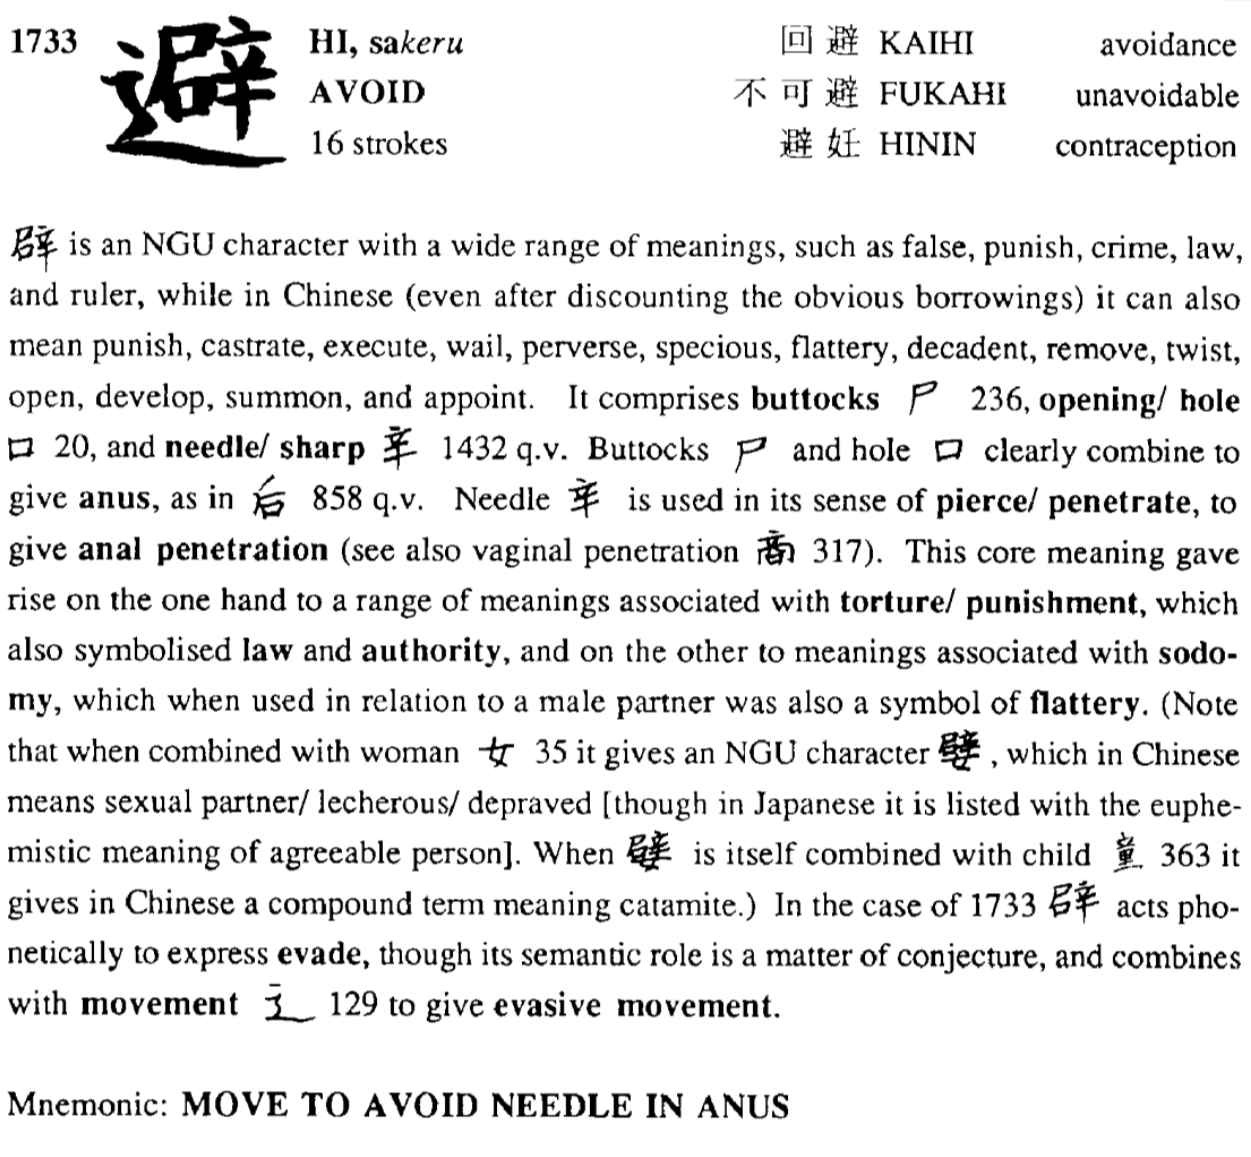 1733 避 HI, sakeru 回避 KAIHI avoidance
AVOID 不可避 FUKAHI unavoidable
16 strokes 避妊 HININ contraception
辟 is an NGU character with a wide range of meanings, such as false, punish, crime, law,
and ruler, while in Chinese (even after discounting the obvious borrowings) it can also
mean punish, castrate, execute, wail, perverse, specious, flattery, decadent, remove, twist,
open, develop, summon, and appoint. It comprises buttocks 尸 236, opening/ hole
口 20, and needle/ sharp 辛 1432 q.v. Buttocks 尸 and hole 口 clearly combine to
give anus, as in 后 858 q.v. Needle 辛 is used in its sense of pierce/ penetrate, to
give anal penetration (see also vaginal penetration 商 317). This core meaning gave
rise on the one hand to a range of meanings associated with torture/ punishment, which
also symbolised law and authority, and on the other to meanings associated with sodo-
my, which when used in relation to a male partner was also a symbol of flattery. (Note
that when combined with woman 女 35 it gives an NGU character 嬖, which in Chinese
means sexual partner/ lecherous/ depraved [though in Japanese it is listed with the euphe-
mistic meaning of agreeable person]. When 嬖 is itself combined with child 童 363 it
gives in Chinese a compound term meaning catamite.) In the case of 1733 辟 acts pho-
netically to express evade, though its semantic role is a matter of conjecture, and combines
with movement 辶 129 to give evasive movement.
Mnemonic: MOVE TO AVOID NEEDLE IN ANUS